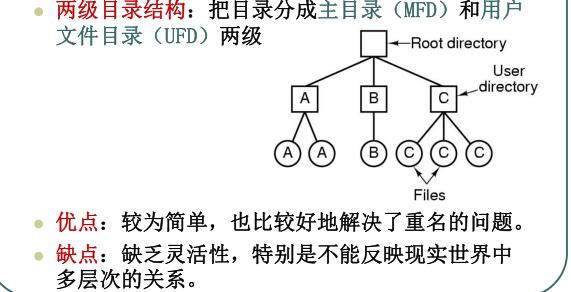 两级目录结构：把目录分成主目录（MFD）和用户
文件目录（UFD）两级
Root directory
User
directory
A
B
C
A
A
B
C
C
C
Files
优点：较为简单，也比较好地解决了重名的问题。
缺点：缺乏灵活性，特别是不能反映现实世界中
多层次的关系。